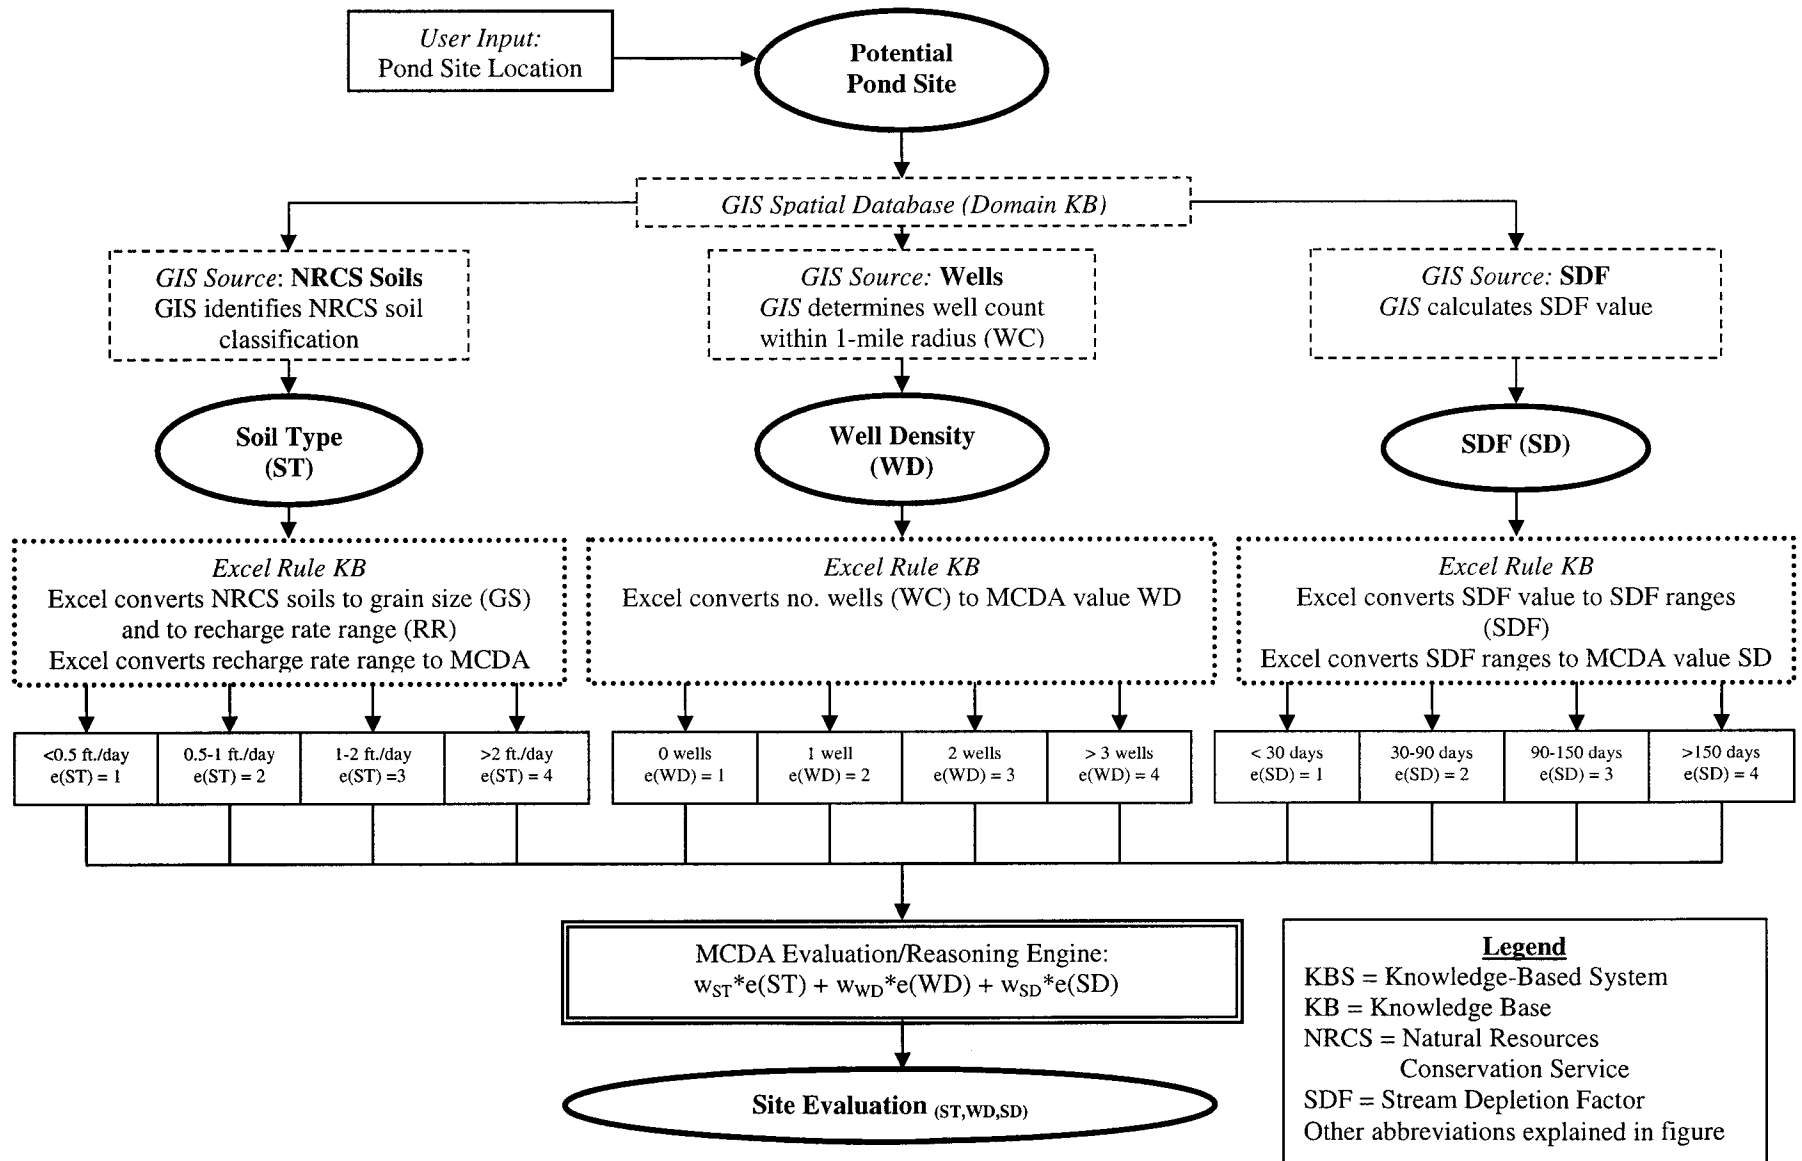 User Input:
Pond Site Location
Potential
Pond Site
GIS Spatial Database (Domain KB)
GIS Source: NRCS Soils
GIS identifies NRCS soil
classification
GIS Source: Wells
GIS determines well count
within 1-mile radius (WC)
GIS Source: SDF
GIS calculates SDF value
Soil Type
(ST)
Well Density
(WD)
SDF (SD)
Excel Rule KB
Excel converts NRCS soils to grain size (GS)
and to recharge rate range (RR)
Excel converts recharge rate range to MCDA
Excel Rule KB
Excel converts no. wells (WC) to MCDA value WD
Excel Rule KB
Excel converts SDF value to SDF ranges
(SDF)
Excel converts SDF ranges to MCDA value SD
<0.5 ft./day
e(ST) = 1
0.5-1 ft./day
e(ST) = 2
1-2 ft./day
e(ST) =3
>2 ft./day
e(ST) = 4
0 wells
e(WD) = 1
1 well
e(WD) = 2
2 wells
e(WD) = 3
> 3 wells
e(WD) = 4
< 30 days
e(SD) = 1
30-90 days
e(SD) = 2
90-150 days
e(SD) = 3
>150 days
e(SD) = 4
MCDA Evaluation/Reasoning Engine:
wST*e(ST) + wWD*e(WD) + wSD*e(SD)
Site Evaluation (ST,WD,SD)
Legend
KBS = Knowledge-Based System
KB = Knowledge Base
NRCS = Natural Resources
Conservation Service
SDF = Stream Depletion Factor
Other abbreviations explained in figure